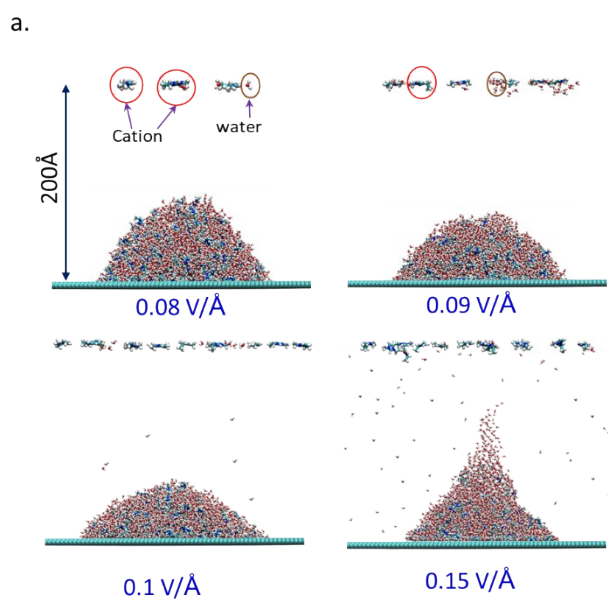 a.
Cation
water
200Å
0.08 V/Å
0.09 V/Å
0.1 V/Å
0.15 V/Å